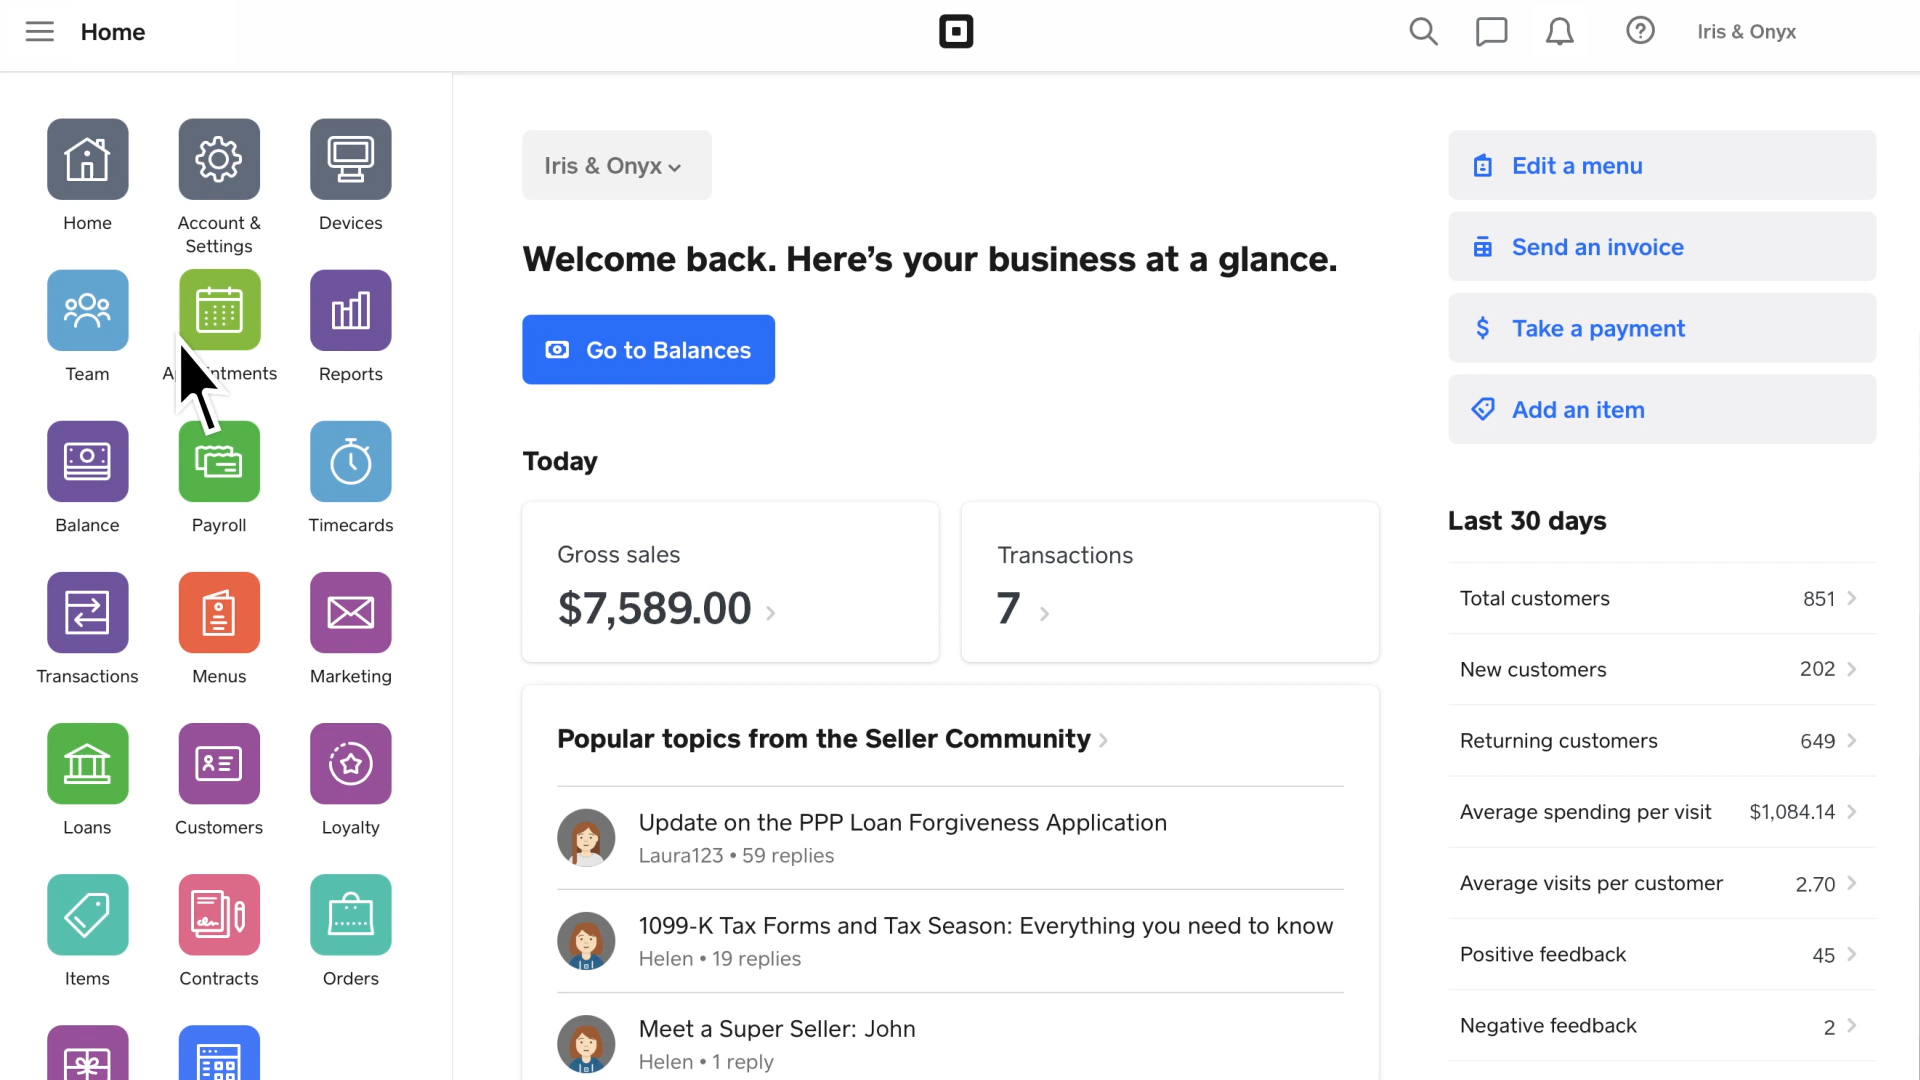 Home
Iris & Onyx
Home
Account &
Settings
Devices
Team
Reports
Balance
Payroll
Timecards
Transactions
Menus
Marketing
Loans
Customers
Loyalty
Items
Contracts
Orders
Iris & Onyx
Welcome back. Here’s your business at a glance.
Go to Balances
Today
Gross sales
$7,589.00
Transactions
7
Popular topics from the Seller Community
Update on the PPP Loan Forgiveness Application
Laura123 • 59 replies
1099-K Tax Forms and Tax Season: Everything you need to know
Helen • 19 replies
Meet a Super Seller: John
Helen • 1 reply
Edit a menu
Send an invoice
Take a payment
Add an item
Last 30 days
Total customers 851
New customers 202
Returning customers 649
Average spending per visit $1,084.14
Average visits per customer 2.70
Positive feedback 45
Negative feedback 2